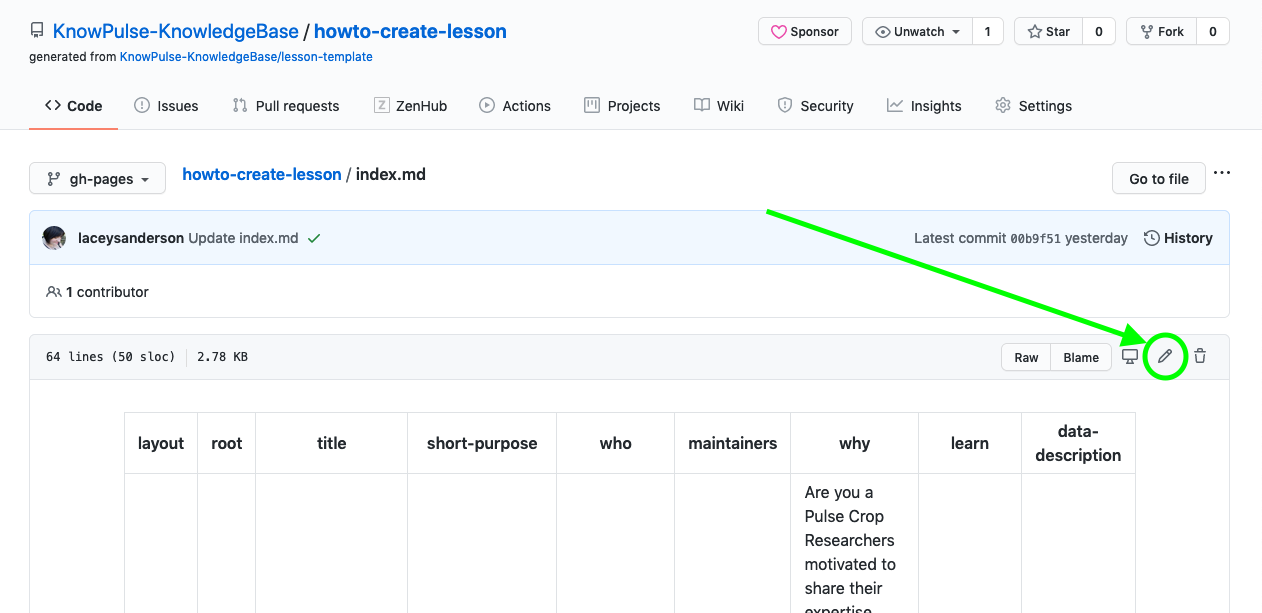 KnowPulse-KnowledgeBase / howto-create-lesson
Sponsor
Unwatch
1
Star
0
Fork
0
generated from KnowPulse-KnowledgeBase/lesson-template
Code
Issues
Pull requests
Z ZenHub
Actions
Projects
Wiki
Security
Insights
Settings
gh-pages
howto-create-lesson / index.md
Go to file
laceysanderson Update index.md
Latest commit 00b9f51 yesterday
History
1 contributor
64 lines (50 sloc)
2.78 KB
Raw
Blame
layout
root
title
short-purpose
who
maintainers
why
learn
data-
description
Are you a
Pulse Crop
Researchers
motivated to
share their
expertise